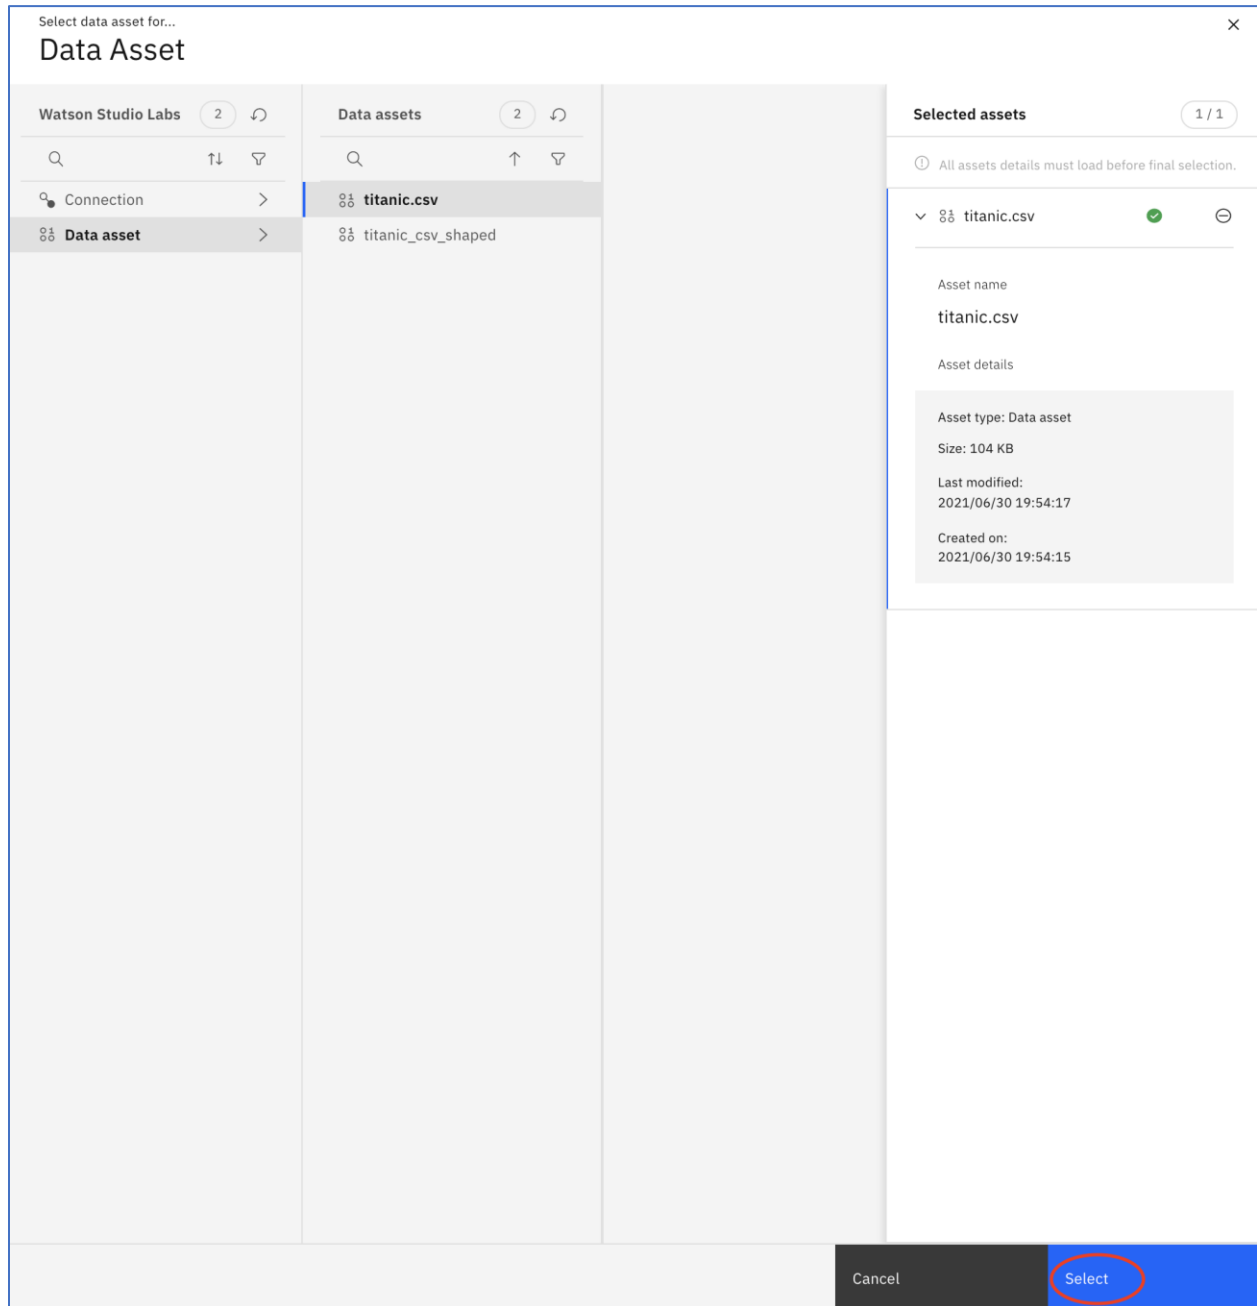 Select data asset for...
Data Asset
Watson Studio Labs 2
Connection
Data asset
Data assets 2
titanic.csv
titanic_csv_shaped
Selected assets 1 / 1
All assets details must load before final selection.
titanic.csv
Asset name
titanic.csv
Asset details
Asset type: Data asset
Size: 104 KB
Last modified:
2021/06/30 19:54:17
Created on:
2021/06/30 19:54:15
Cancel
Select